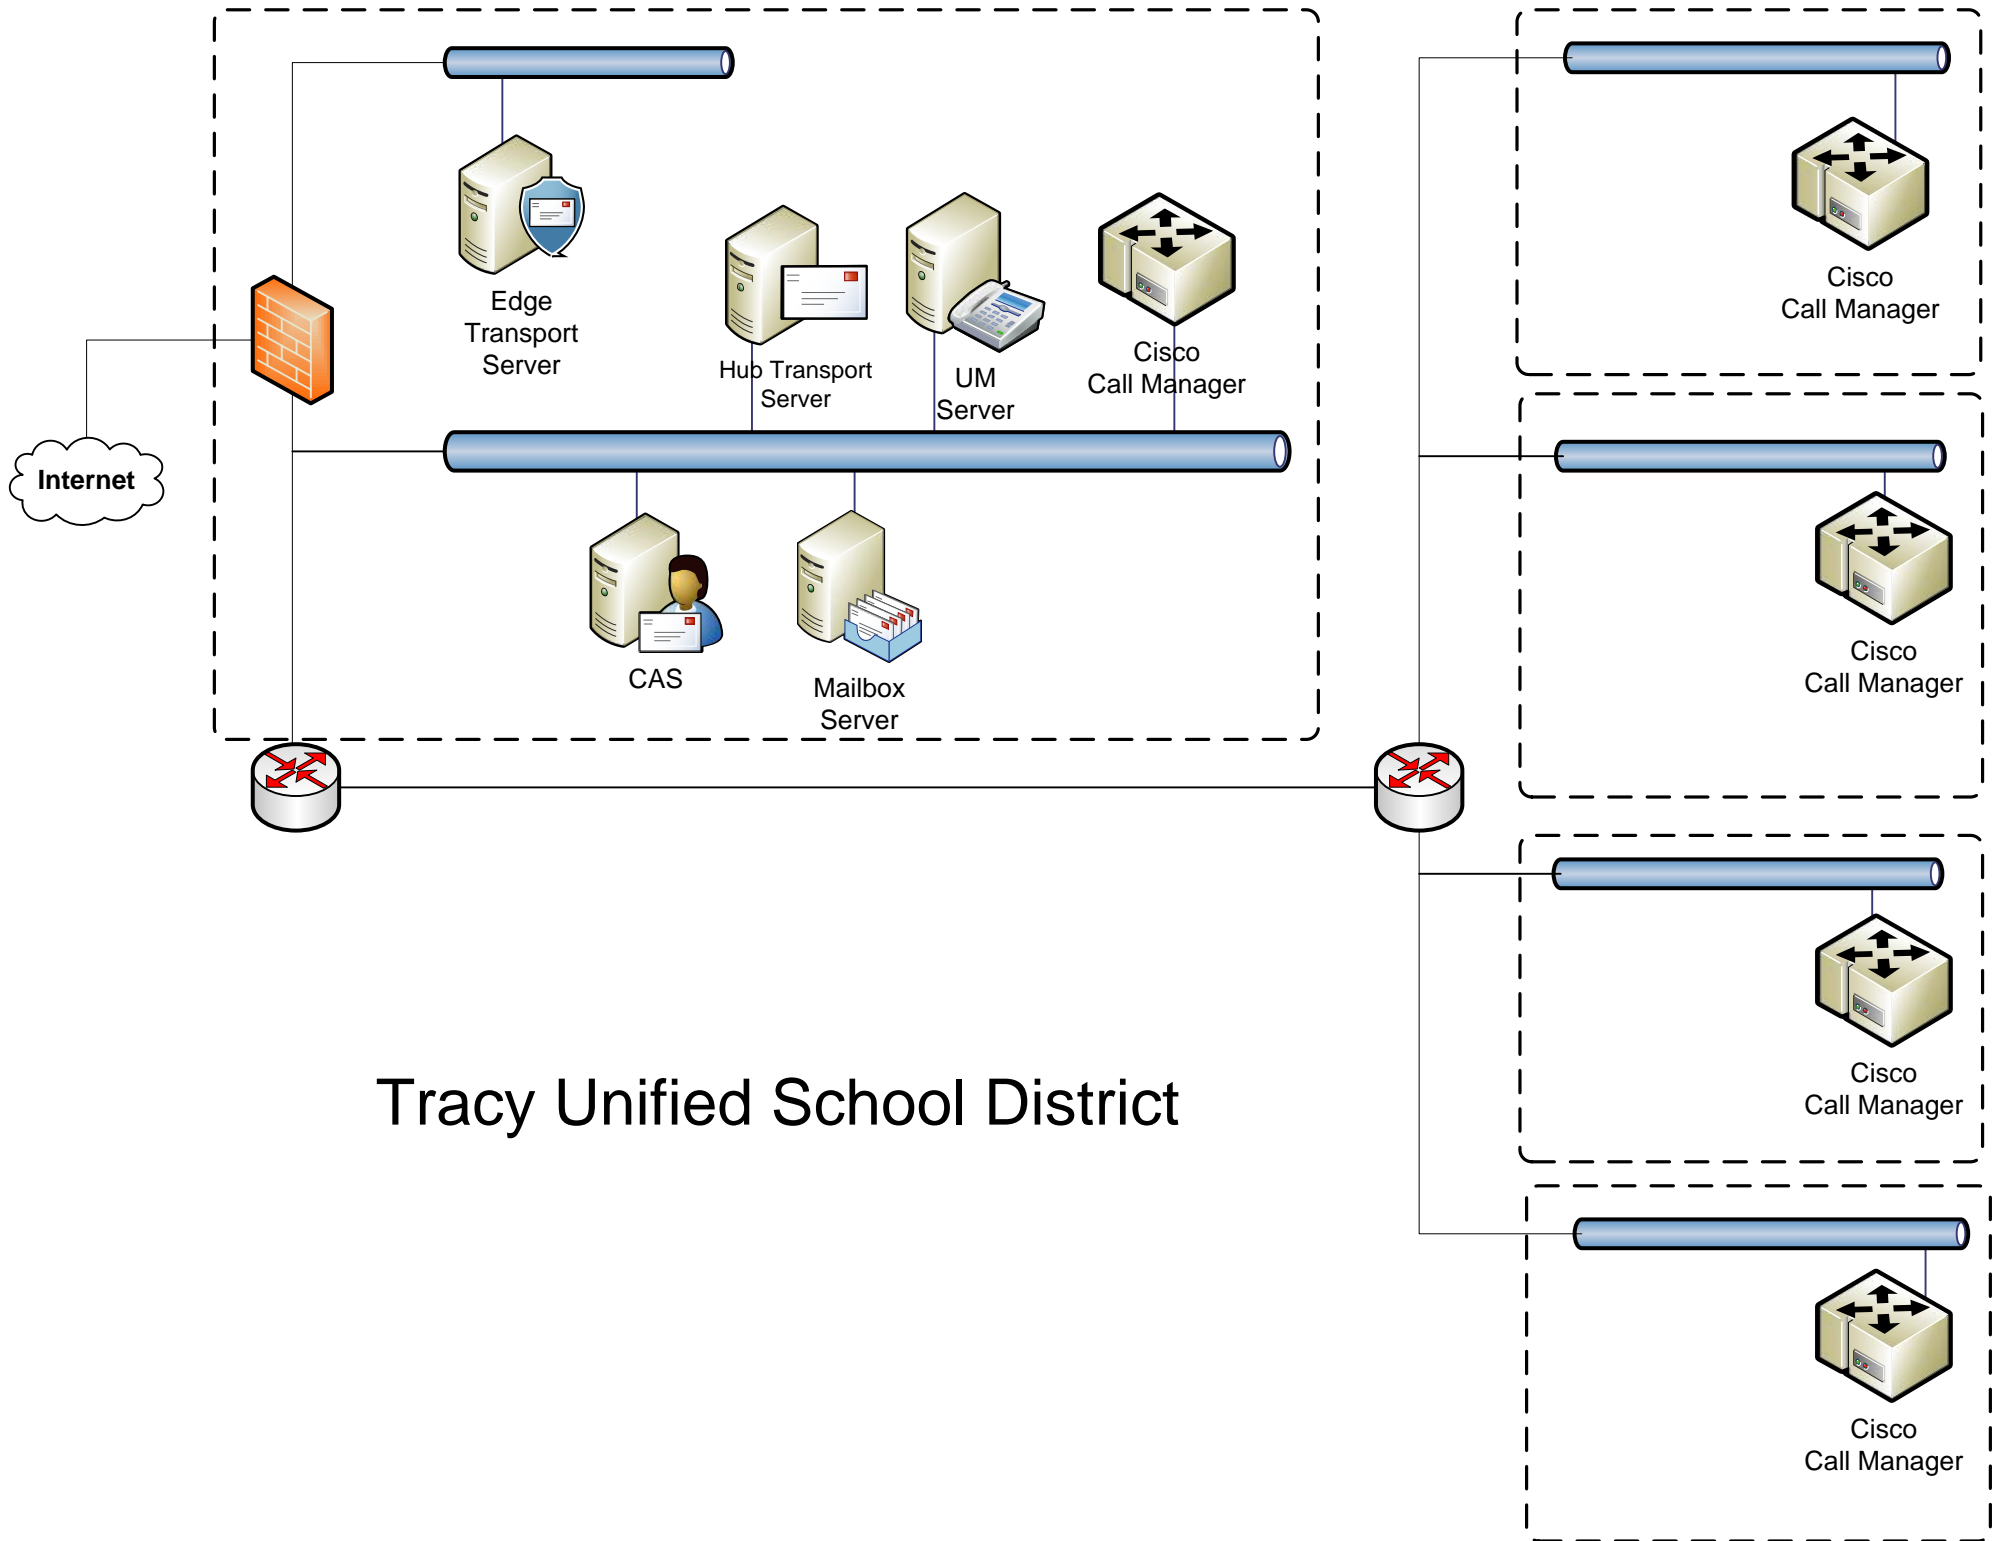 Edge
Transport
Server
Hub Transport
Server
UM
Server
Cisco
Call Manager
Internet
CAS
Mailbox
Server
Cisco
Call Manager
Cisco
Call Manager
Cisco
Call Manager
Cisco
Call Manager
Tracy Unified School District